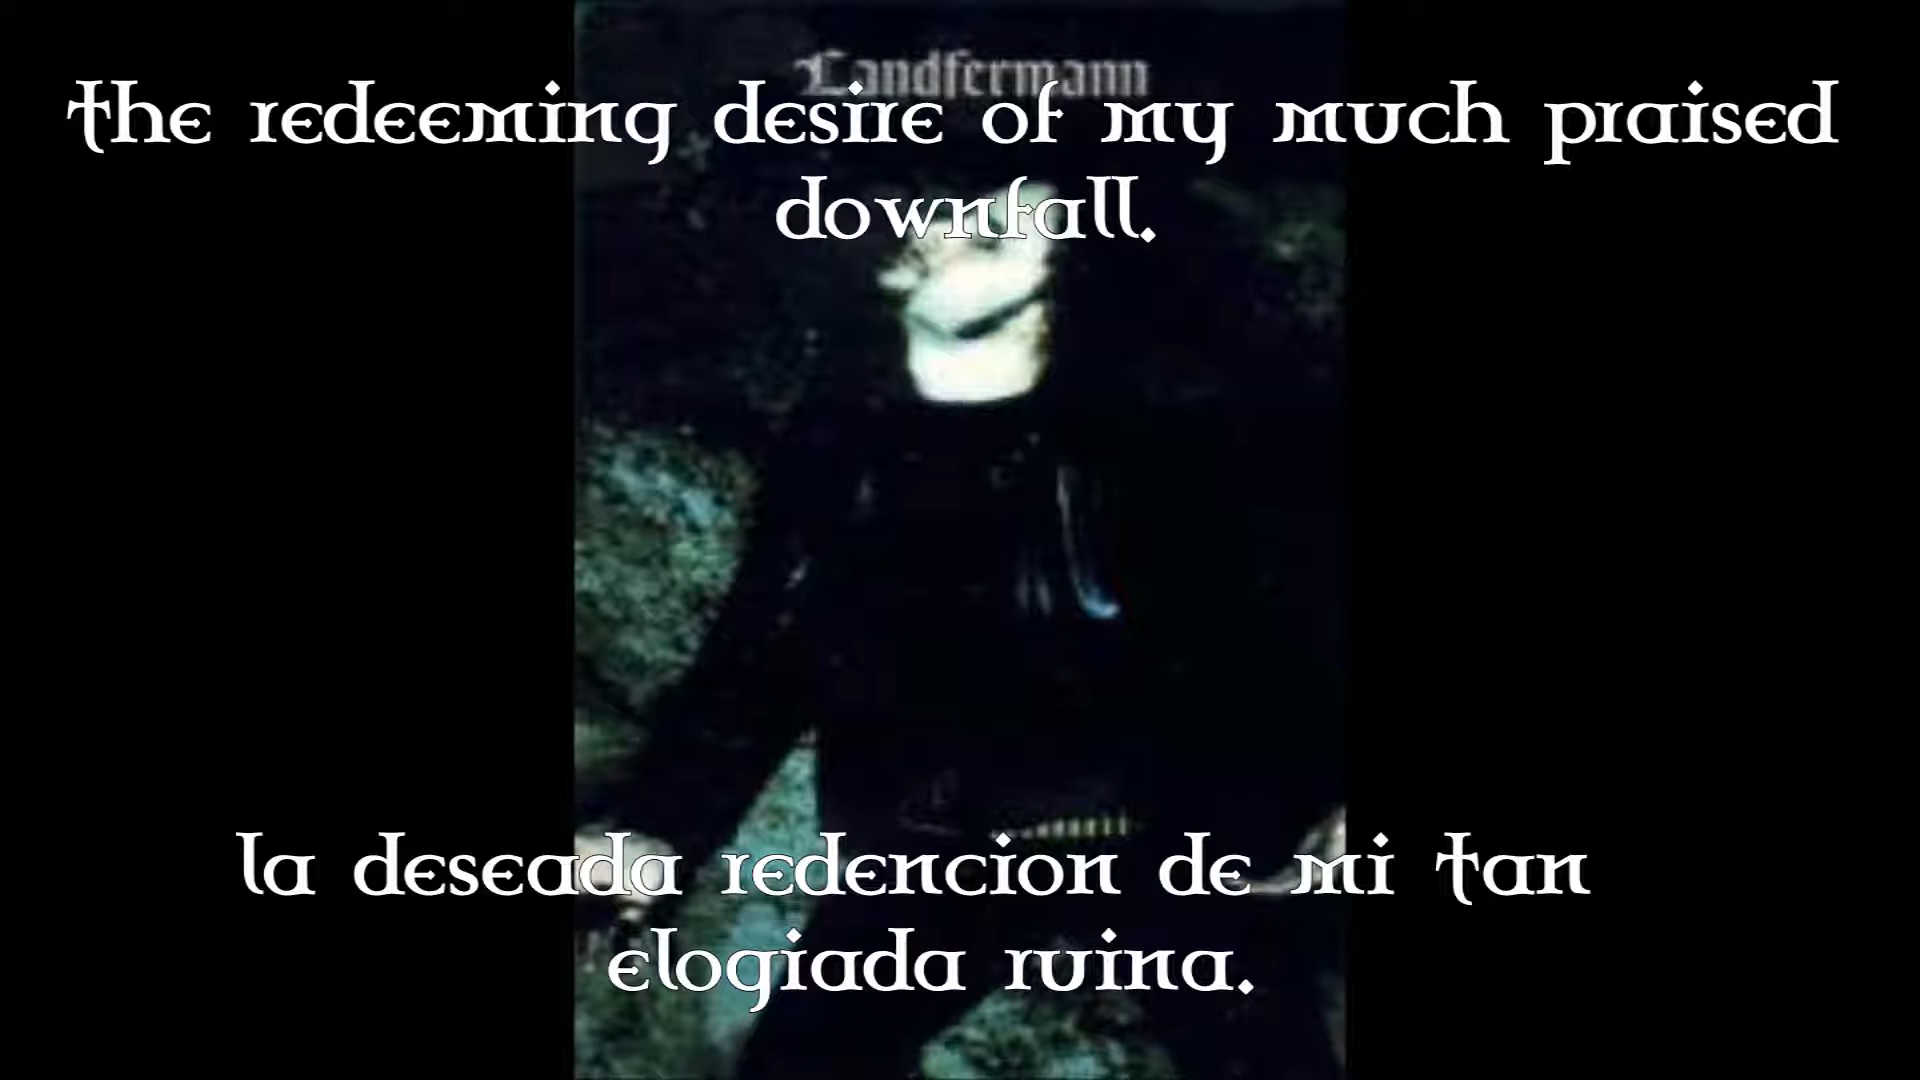 Landfermann
the redeeming desire of my much praised
downfall.
la deseada redencion de mi tan
elogiada ruina.